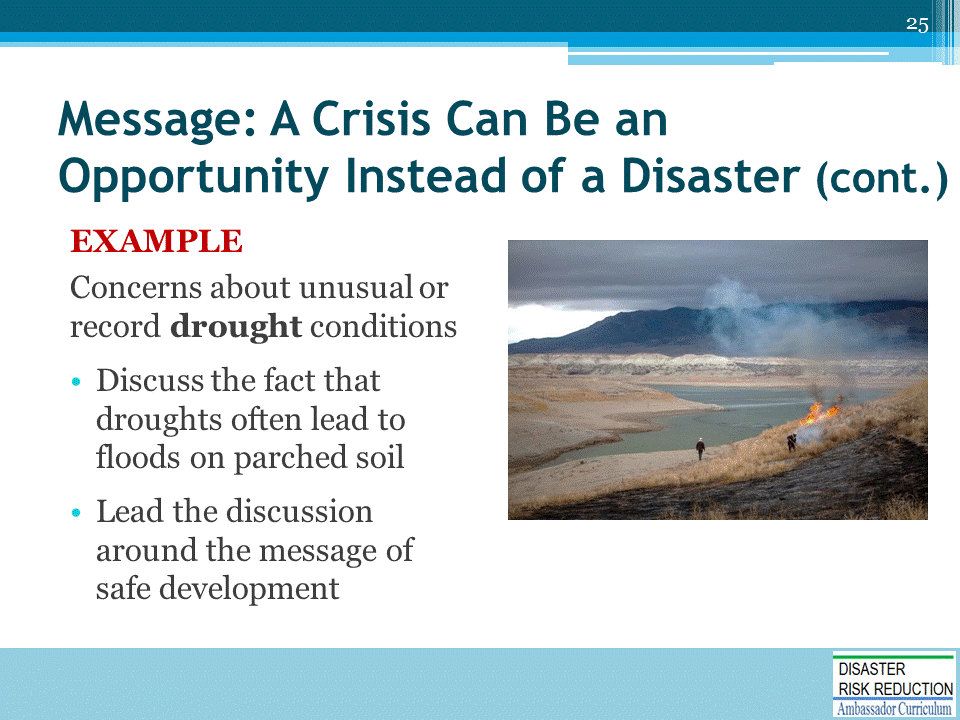 25
Message: A Crisis Can Be an
Opportunity Instead of a Disaster (cont.)
EXAMPLE
Concerns about unusual or
record drought conditions
• Discuss the fact that
droughts often lead to
floods on parched soil
• Lead the discussion
around the message of
safe development
DISASTER
RISK REDUCTION
Ambassador Curriculum